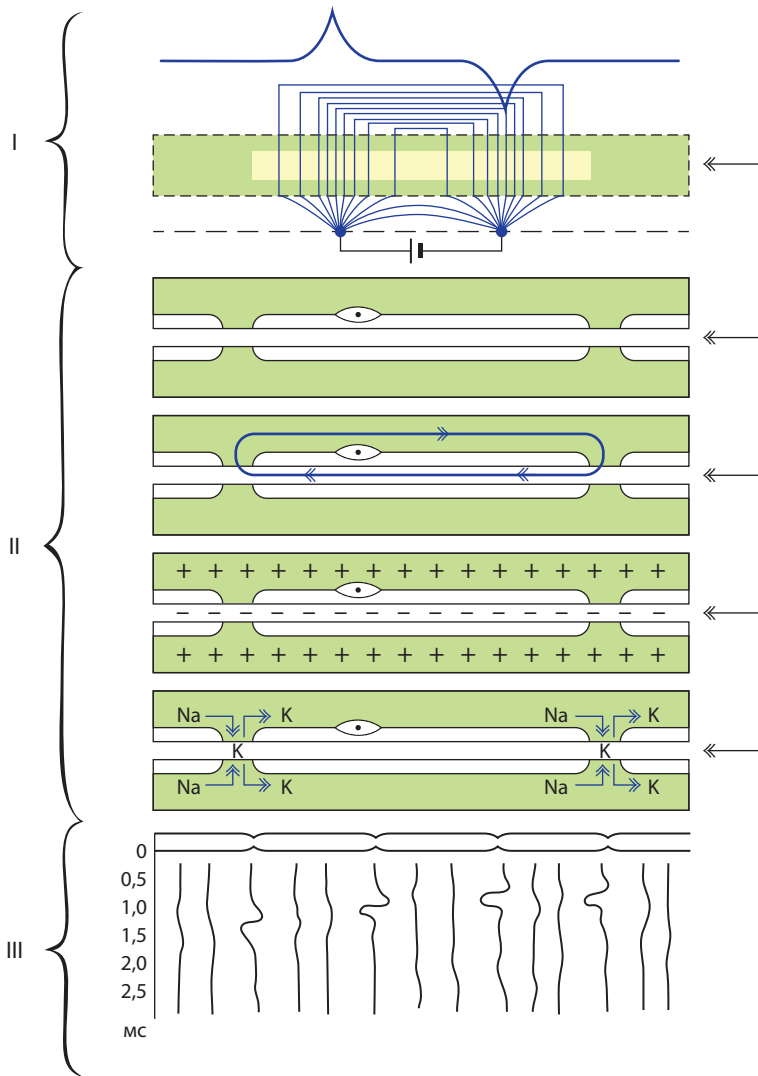 I
II
+ + + + + + + + + + + + + + + +
– – – – – – – – – – – – – – – –
+ + + + + + + + + + + + + + + +
Na K Na K
K K
Na K Na K
III
0
0,5
1,0
1,5
2,0
2,5
мс